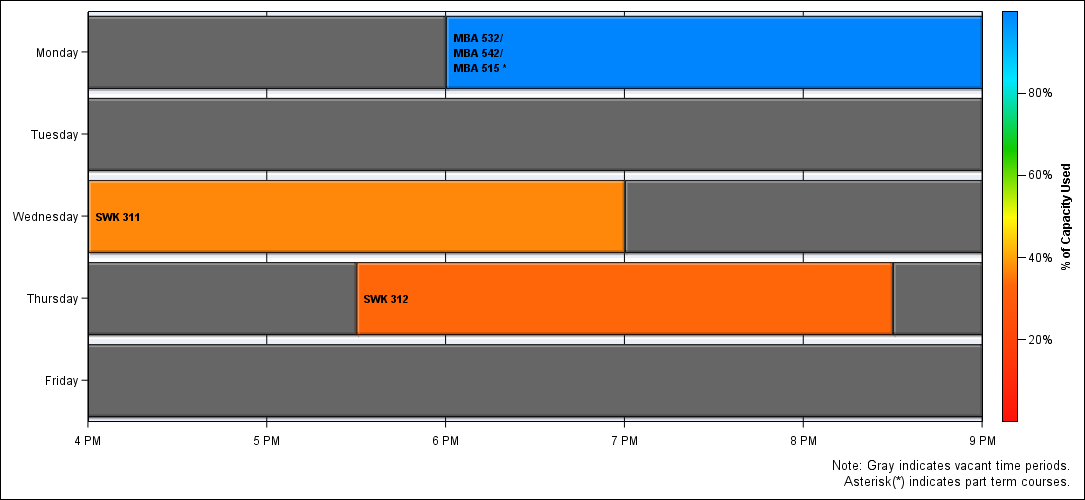 Monday
MBA 532/
MBA 542/
MBA 515 *
Tuesday
Wednesday
SWK 311
Thursday
SWK 312
Friday
4 PM 5 PM 6 PM 7 PM 8 PM 9 PM
80%
60%
40%
20%
% of Capacity Used
Note: Gray indicates vacant time periods.
Asterisk(*) indicates part term courses.